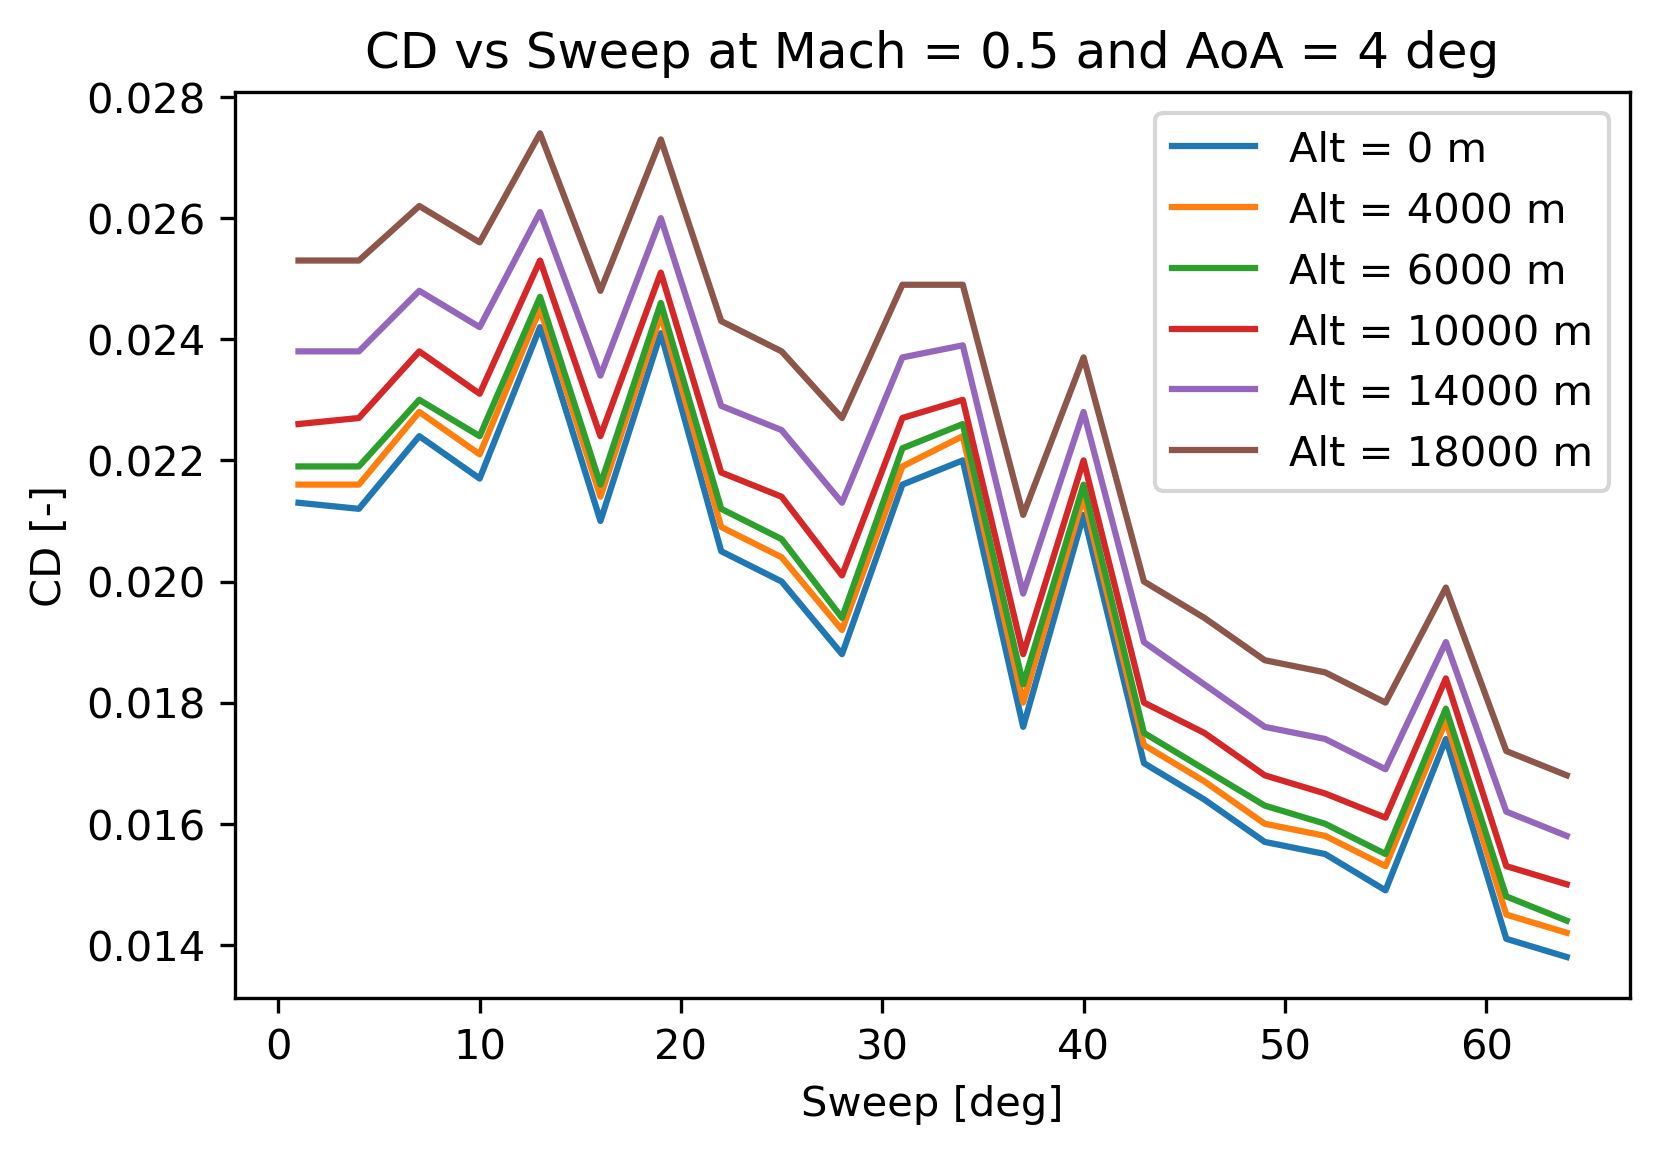 CD vs Sweep at Mach = 0.5 and AoA = 4 deg
0.028
0.026
0.024
0.022
0.020
0.018
0.016
0.014
CD [-]
Alt = 0 m
Alt = 4000 m
Alt = 6000 m
Alt = 10000 m
Alt = 14000 m
Alt = 18000 m
0 10 20 30 40 50 60
Sweep [deg]